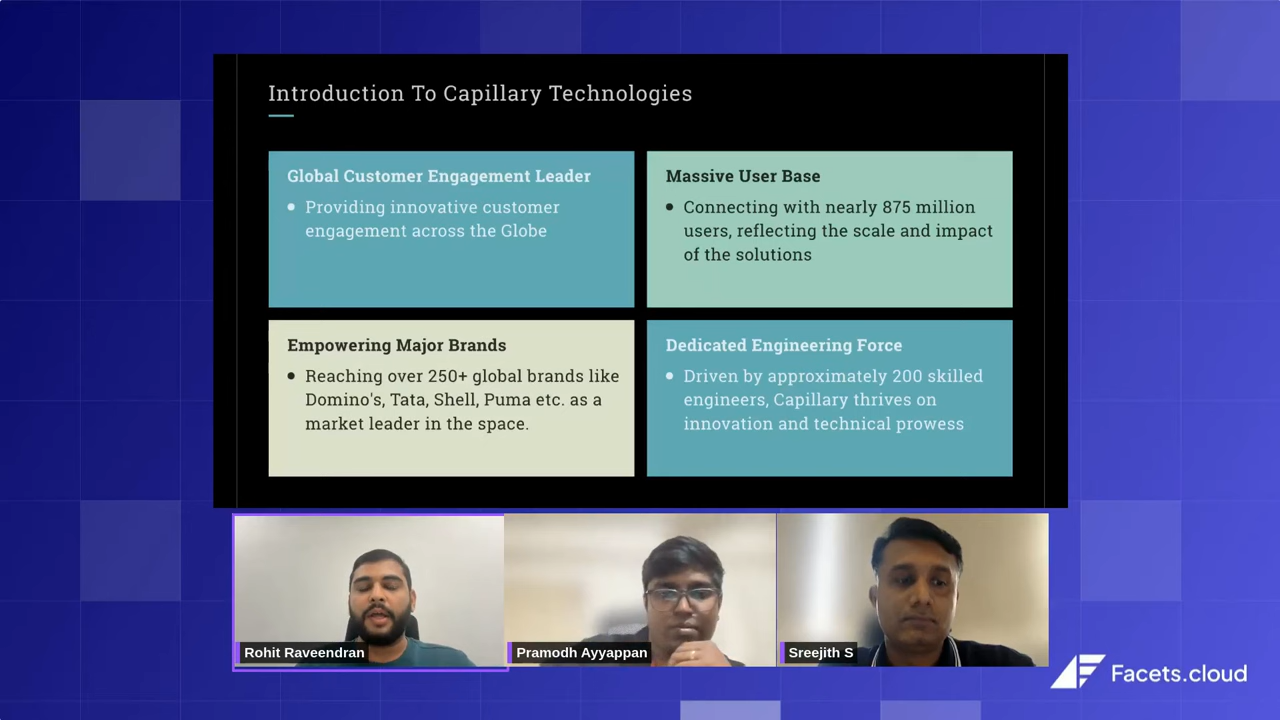 Introduction To Capillary Technologies
Global Customer Engagement Leader
Providing innovative customer
engagement across the Globe
Massive User Base
Connecting with nearly 875 million
users, reflecting the scale and impact
of the solutions
Empowering Major Brands
Reaching over 250+ global brands like
Domino's, Tata, Shell, Puma etc. as a
market leader in the space.
Dedicated Engineering Force
Driven by approximately 200 skilled
engineers, Capillary thrives on
innovation and technical prowess
Rohit Raveendran
Pramodh Ayyappan
Sreejith S
Facets.cloud